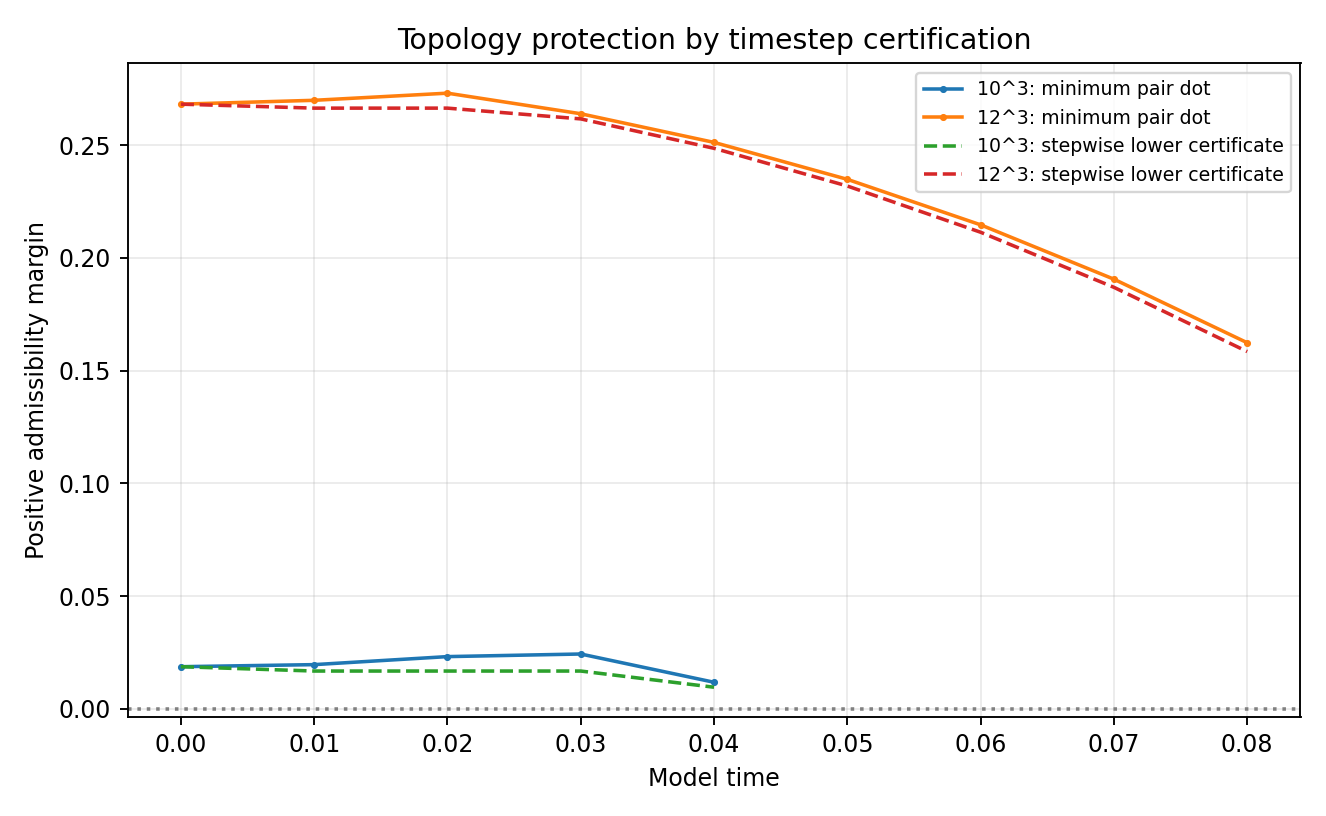 Topology protection by timestep certification
10^3: minimum pair dot
12^3: minimum pair dot
10^3: stepwise lower certificate
12^3: stepwise lower certificate
Positive admissibility margin
0.25
0.20
0.15
0.10
0.05
0.00
0.00 0.01 0.02 0.03 0.04 0.05 0.06 0.07 0.08
Model time